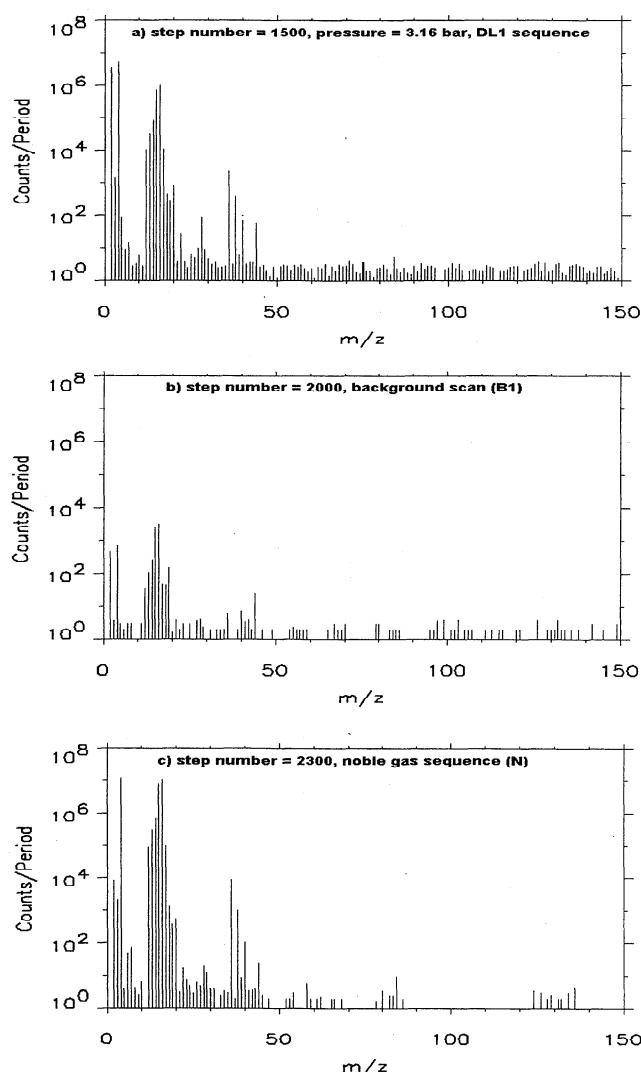 a) step number = 1500, pressure = 3.16 bar, DL1 sequence
10^8
10^6
10^4
10^2
10^0
Counts/Period
0 50 100 150
m/z
b) step number = 2000, background scan (B1)
10^8
10^6
10^4
10^2
10^0
Counts/Period
0 50 100 150
m/z
c) step number = 2300, noble gas sequence (N)
10^8
10^6
10^4
10^2
10^0
Counts/Period
0 50 100 150
m/z